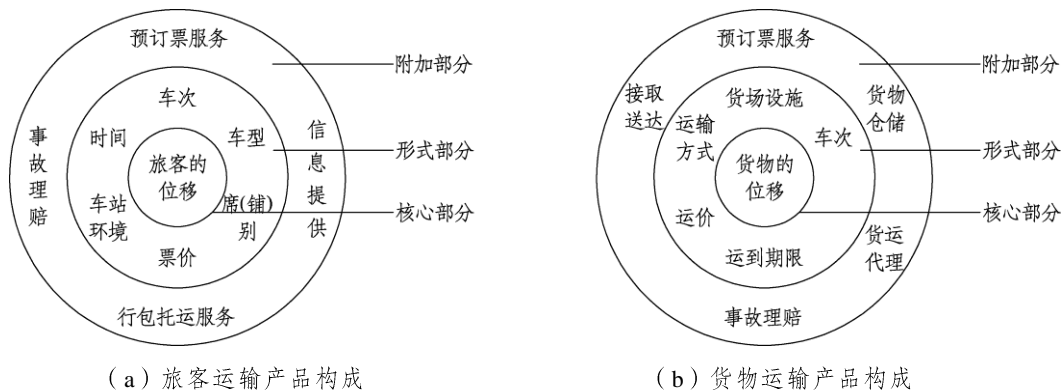 预订票服务
附加部分
车次
时间
车型
形式部分
事故理赔
信息提供
旅客的
位移
车站
环境
席(铺)
别
核心部分
票价
行包托运服务
(a)旅客运输产品构成
预订票服务
附加部分
接取
送达
货场设施
货物
仓储
运输
方式
车次
形式部分
货物的
位移
运价
核心部分
运到期限
货运
代理
事故理赔
(b)货物运输产品构成